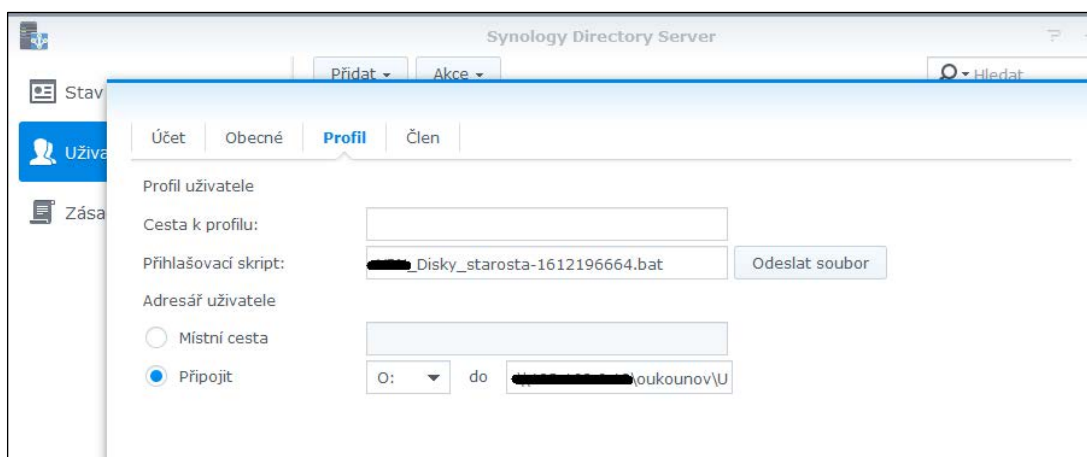 Synology Directory Server
Přidat Akce Hledat
Stav
Uživa
Zása
Účet Obecné Profil Člen
Profil uživatele
Cesta k profilu:
Přihlašovací skript: _Disky_starosta-1612196664.bat Odeslat soubor
Adresář uživatele
Místní cesta
Připojit O: do \oukounov\U